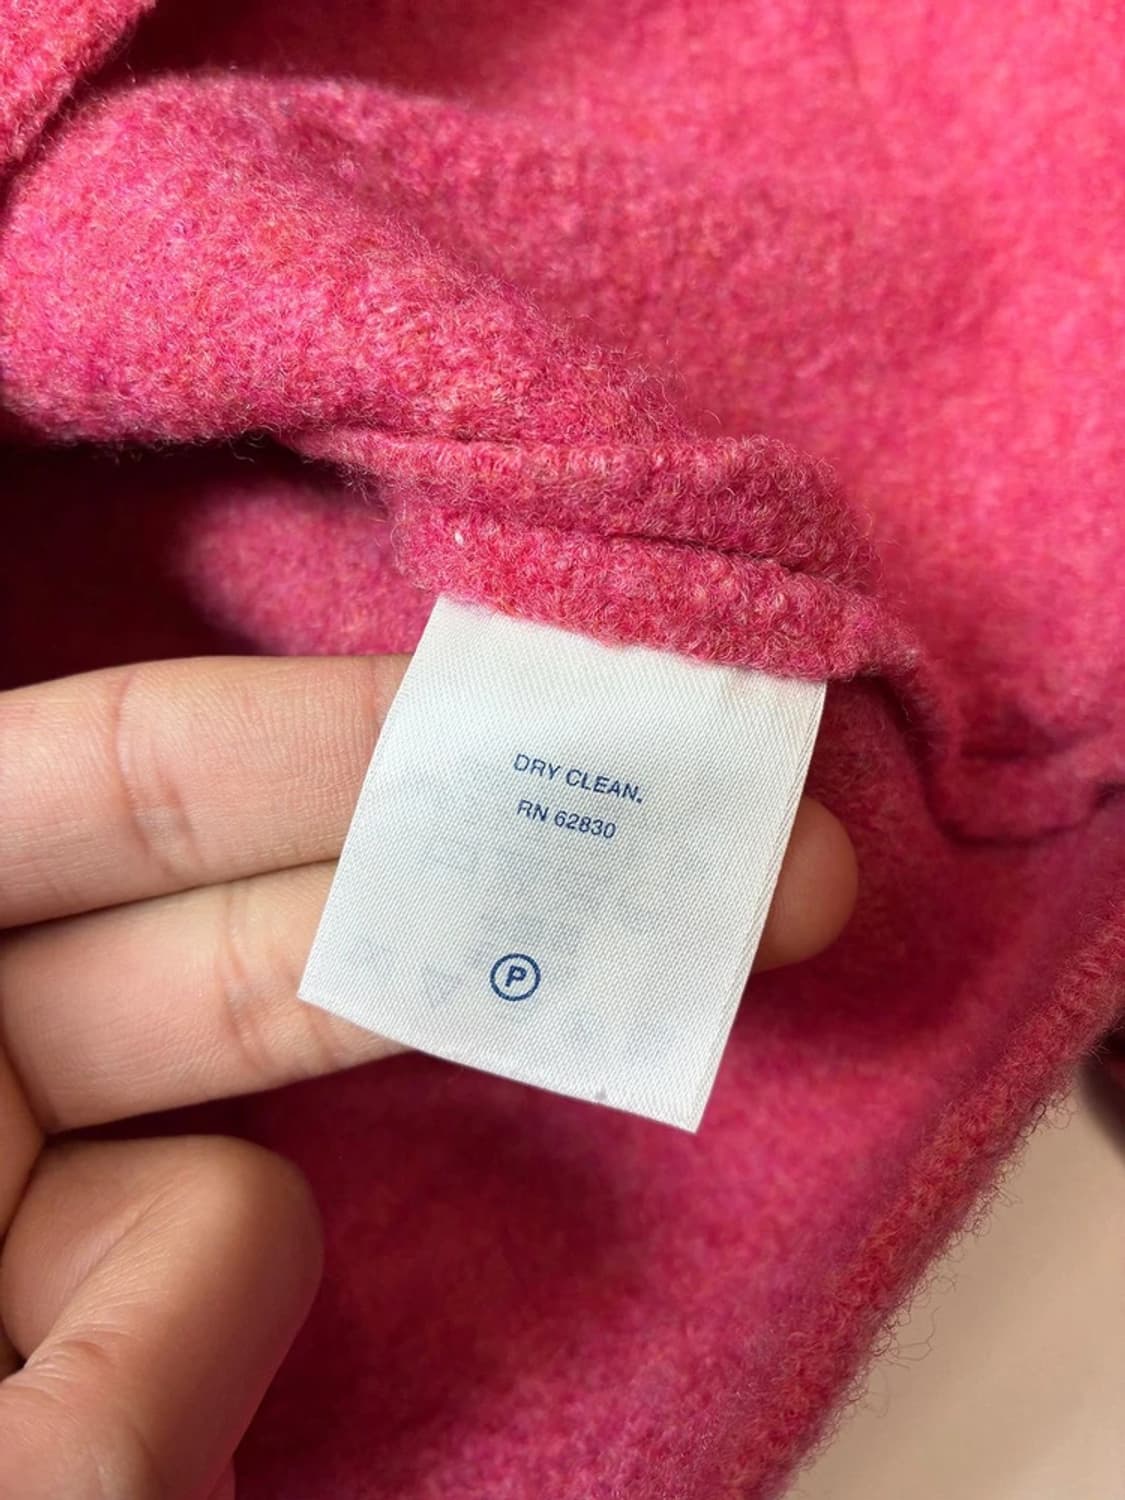 DRY CLEAN.
RN 62830
P